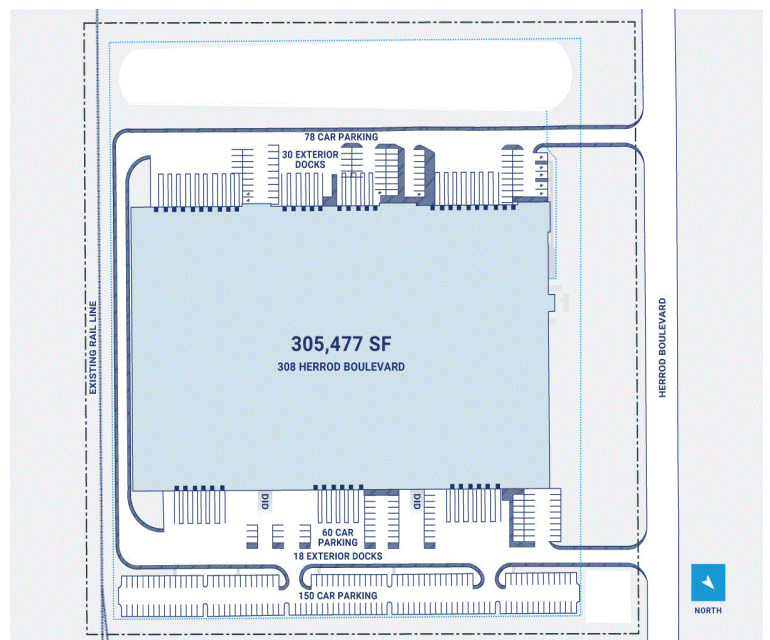 78 CAR PARKING
30 EXTERIOR
DOCKS
EXISTING RAIL LINE
305,477 SF
308 HERROD BOULEVARD
HERROD BOULEVARD
DID
DID
60 CAR
PARKING
18 EXTERIOR DOCKS
150 CAR PARKING
NORTH